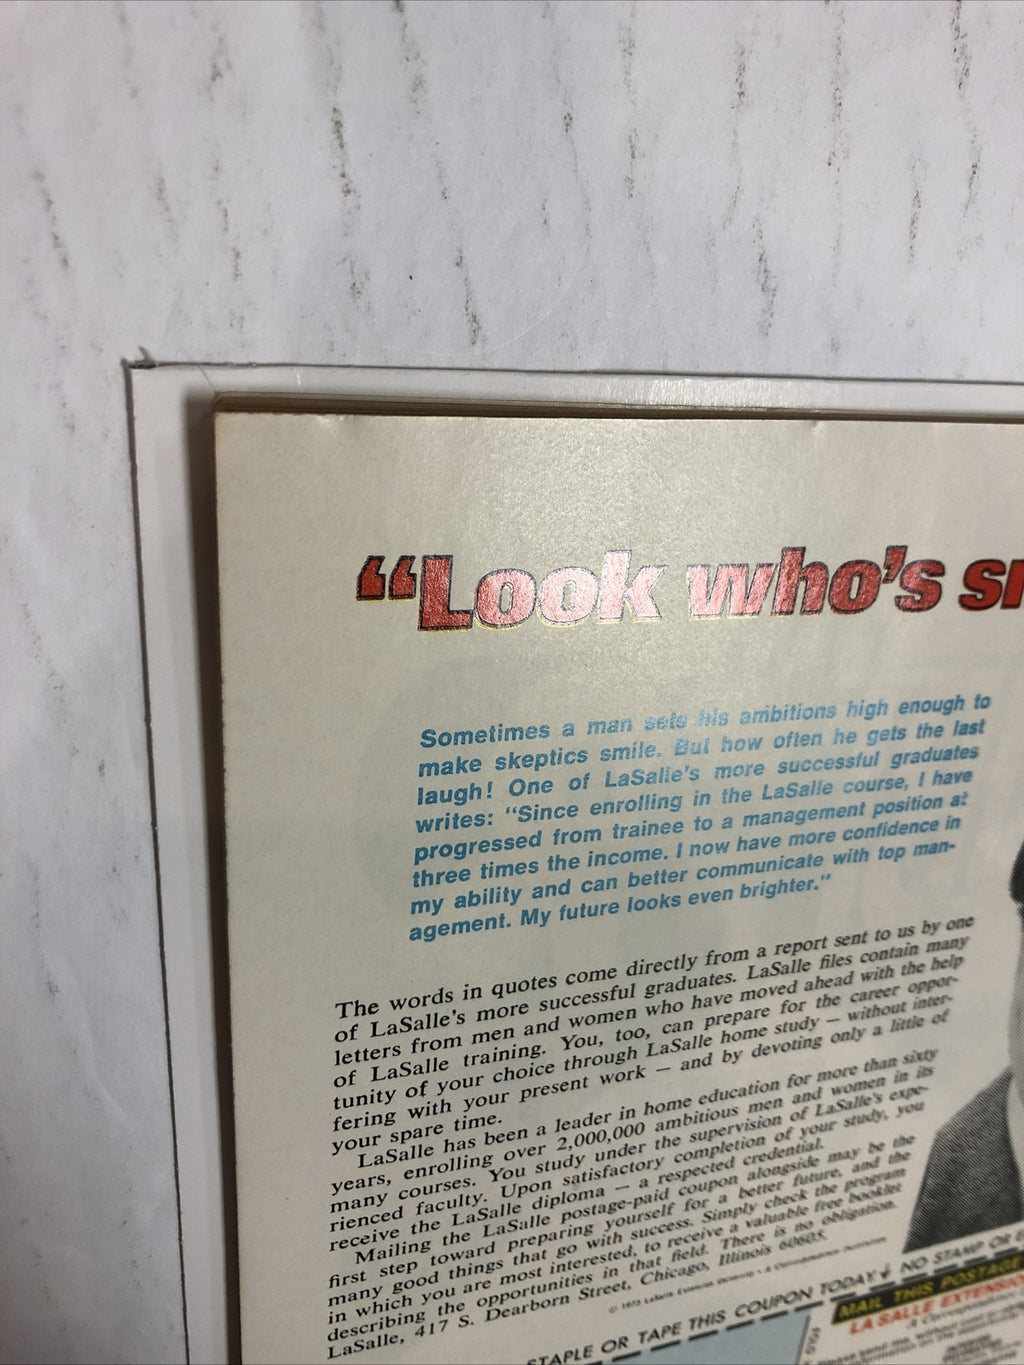 “Look who's
Sometimes a man sets his ambitions high enough to
make skeptics smile. But how often he gets the last
laugh! One of LaSalle's more successful graduates
writes: “Since enrolling in the LaSalle course, I have
progressed from trainee to a management position at
three times the income. I now have more confidence in
my ability and can better communicate with top man-
agement. My future looks even brighter.”
The words in quotes come directly from a report sent to us by one
of LaSalle's more successful graduates. LaSalle files contain many
letters from men and women who have moved ahead with the help
of LaSalle training. You, too, can prepare for the career oppor-
tunity of your choice through LaSalle home study — without inter-
fering with your present work — and by devoting only a little of
your spare time.
LaSalle has been a leader in home education for more than sixty
years, enrolling over 2,000,000 ambitious men and women in its
many courses. You study under the supervision of LaSalle's expe-
rienced faculty. Upon satisfactory completion of your study, you
receive the LaSalle diploma — a respected credential.
Mailing the LaSalle postage-paid coupon alongside may be the
first step toward preparing yourself for a better future, and the
many good things that go with success. Simply check the program
in which you are most interested, to receive a valuable free booklet
describing the opportunities in that field. There is no obligation.
LaSalle, 417 S. Dearborn Street, Chicago, Illinois 60605.
© 1975 LaSalle Extension University • A Correspondence Institution
STAPLE OR TAPE THIS COUPON TODAY NO STAMP OR
MAIL THIS POSTAGE
LA SALLE EXTENSION
A Correspondence